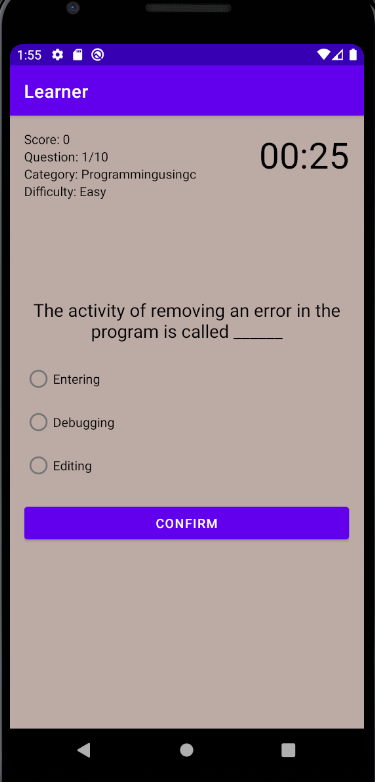 1:55
Learner
Score: 0
Question: 1/10
Category: Programmingusingc
Difficulty: Easy
00:25
The activity of removing an error in the
program is called ______
Entering
Debugging
Editing
CONFIRM